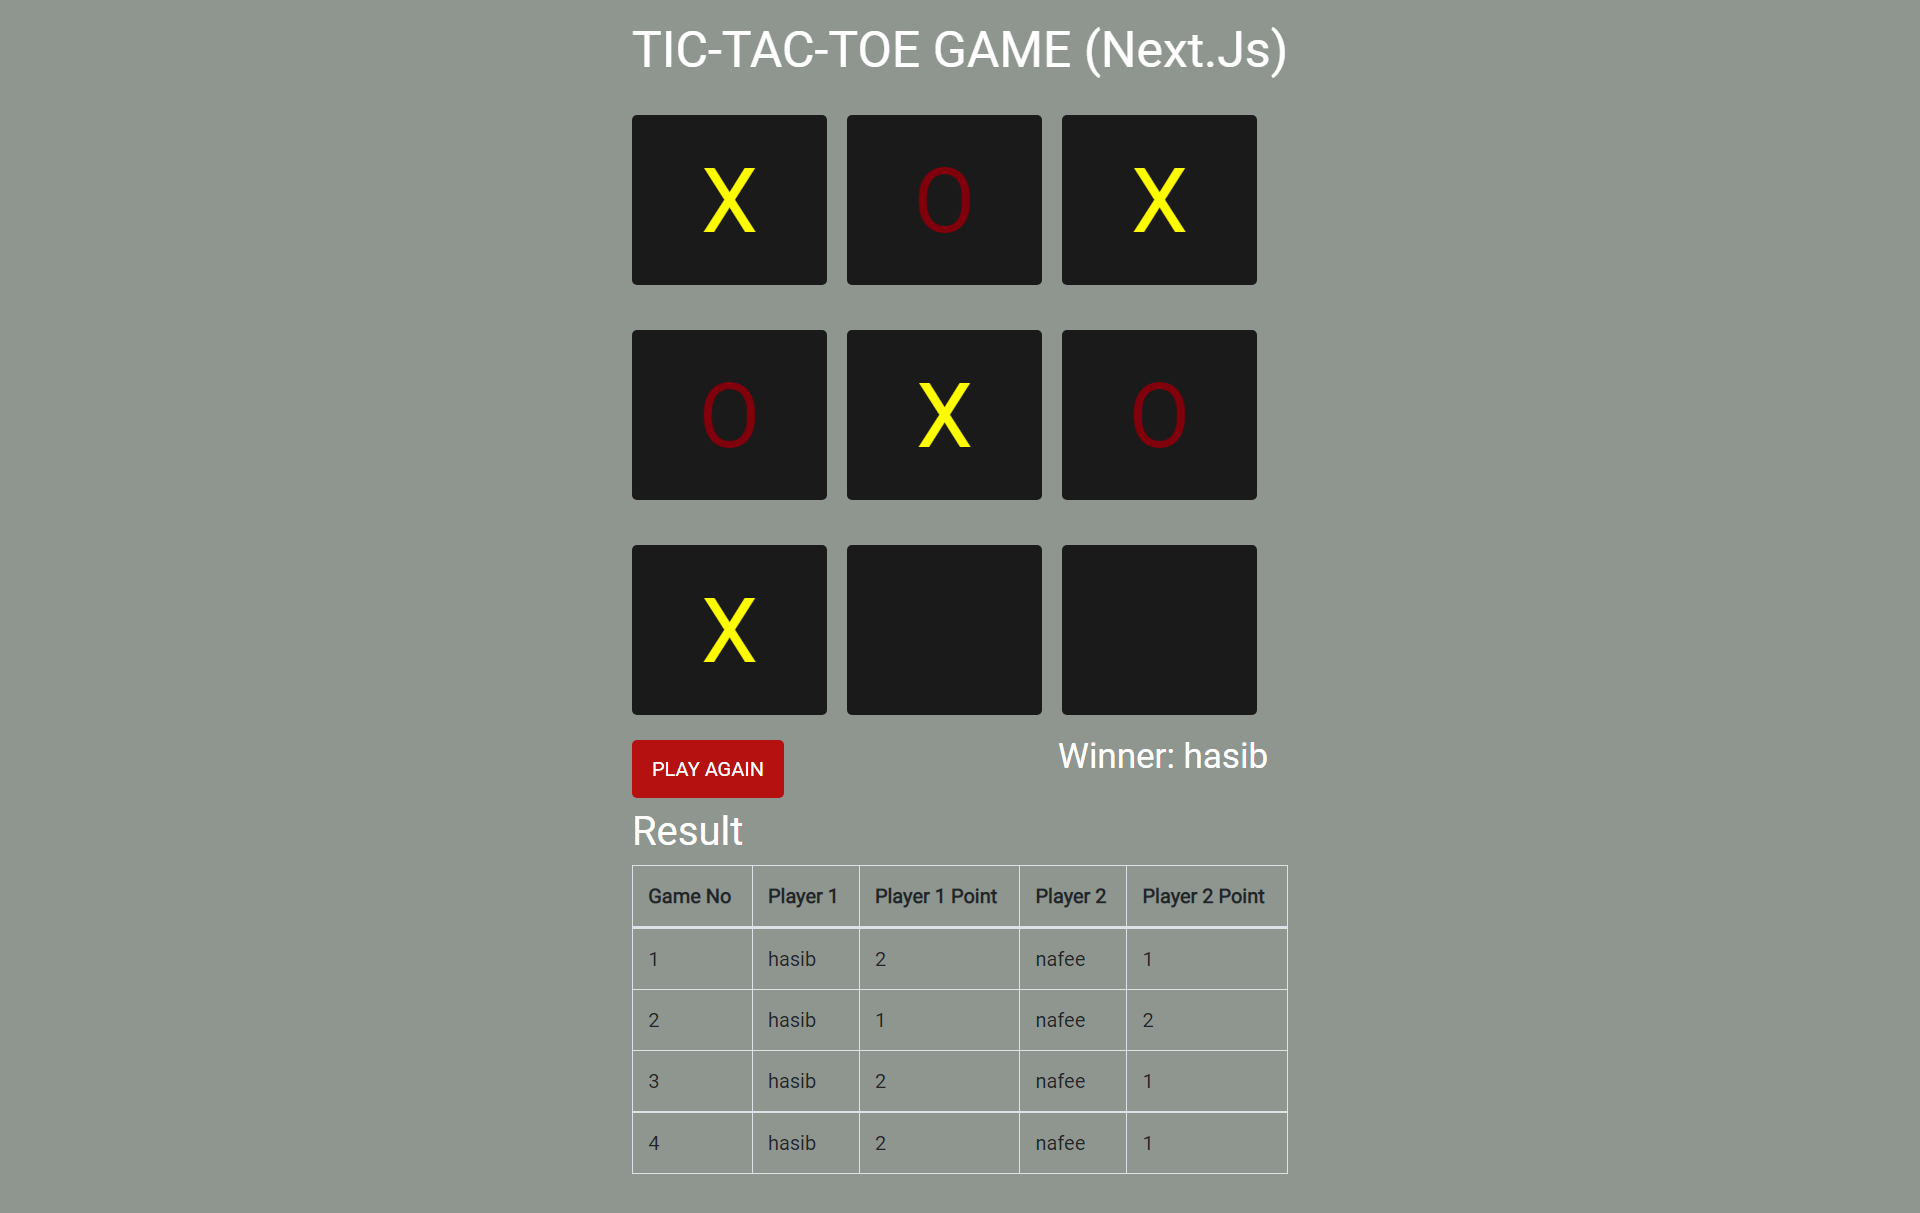 TIC-TAC-TOE GAME (Next.Js)
X O X
O X O
X
PLAY AGAIN
Winner: hasib
Result
Game No Player 1 Player 1 Point Player 2 Player 2 Point
1 hasib 2 nafee 1
2 hasib 1 nafee 2
3 hasib 2 nafee 1
4 hasib 2 nafee 1